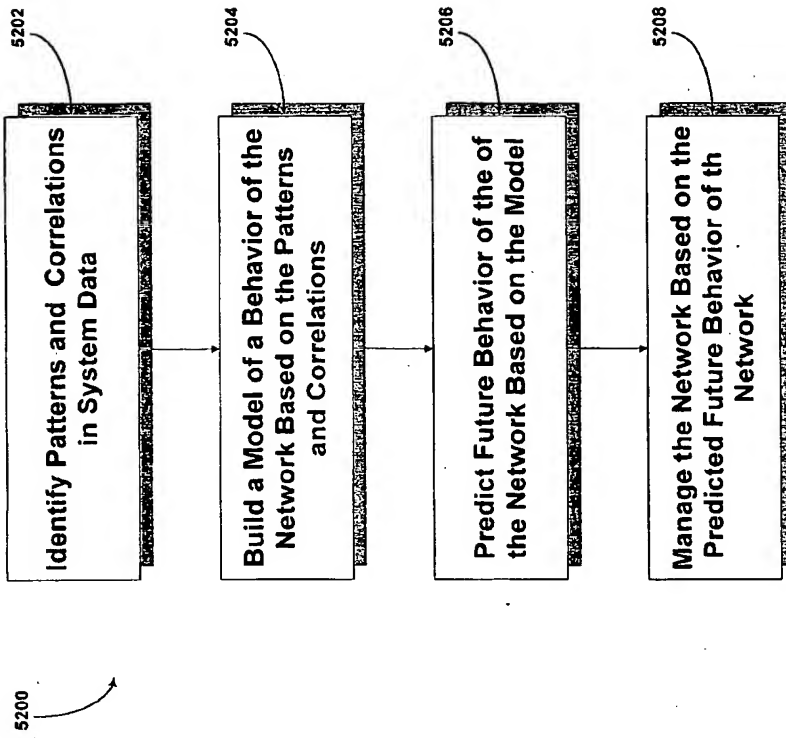 5200
5202
Identify Patterns and Correlations
in System Data
5204
Build a Model of a Behavior of the
Network Based on the Patterns
and Correlations
5206
Predict Future Behavior of the of
the Network Based on the Model
5208
Manage the Network Based on the
Predicted Future Behavior of th
Network